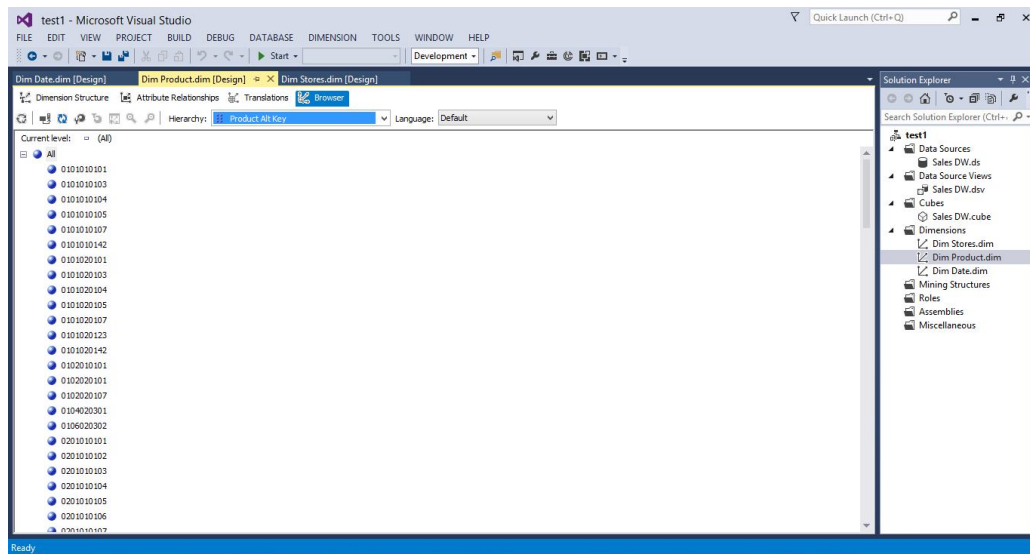 test1 - Microsoft Visual Studio
Quick Launch (Ctrl+Q)
FILE EDIT VIEW PROJECT BUILD DEBUG DATABASE DIMENSION TOOLS WINDOW HELP
Start
Development
Dim Date.dim [Design] Dim Product.dim [Design] Dim Stores.dim [Design]
Dimension Structure Attribute Relationships Translations Browser
Hierarchy: Product Alt Key Language: Default
Current level: (All)
All
0101010101
0101010103
0101010104
0101010105
0101010107
0101010142
0101020101
0101020103
0101020104
0101020105
0101020107
0101020123
0101020142
0102010101
0102020101
0102020107
0104020301
0106020302
0201010101
0201010102
0201010103
0201010104
0201010105
0201010106
0201010107
Solution Explorer
Search Solution Explorer (Ctrl+
test1
Data Sources
Sales DW.ds
Data Source Views
Sales DW.dsv
Cubes
Sales DW.cube
Dimensions
Dim Stores.dim
Dim Product.dim
Dim Date.dim
Mining Structures
Roles
Assemblies
Miscellaneous
Ready